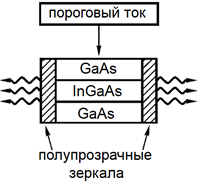 пороговый ток
GaAs
InGaAs
GaAs
полупрозрачные
зеркала